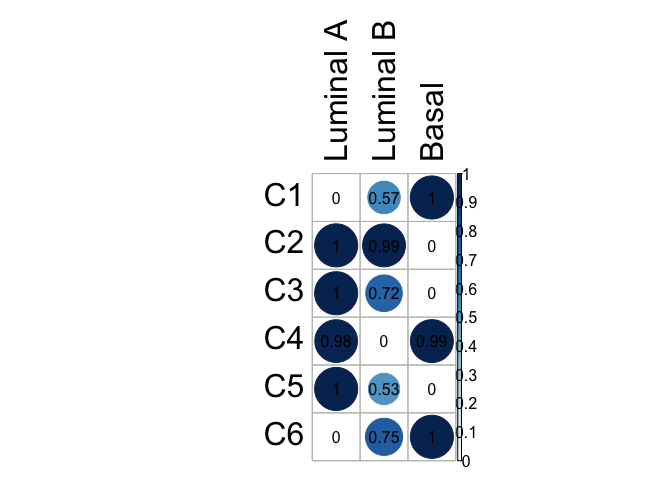 Luminal A
Luminal B
Basal
C1 0 0.57 1
C2 1 0.99 0
C3 1 0.72 0
C4 0.98 0 0.99
C5 1 0.53 0
C6 0 0.75 1
1
0.9
0.8
0.7
0.6
0.5
0.4
0.3
0.2
0.1
0